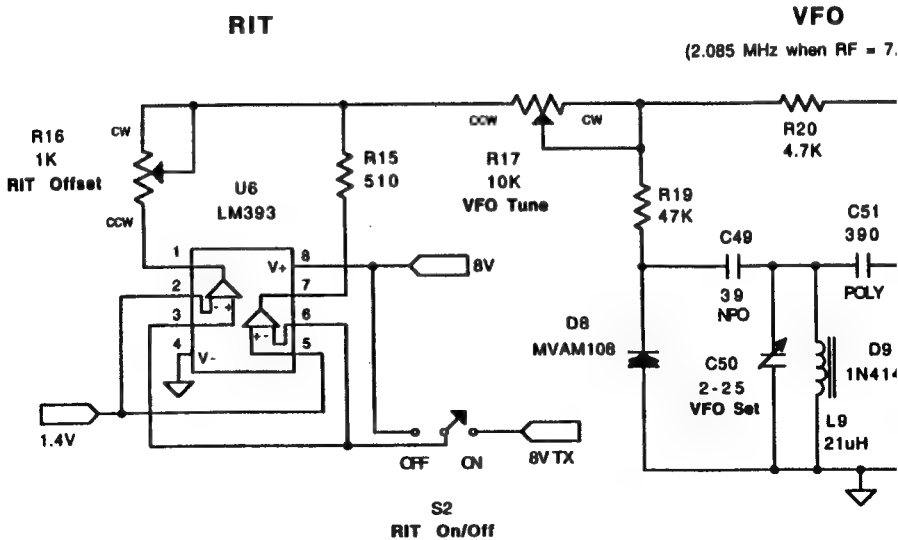 RIT
VFO
(2.085 MHz when RF = 7.
R16
1K
RIT Offset
CW
CCW
U6
LM393
R15
510
CCW
CW
R17
10K
VFO Tune
R20
4.7K
R19
47K
C49
39
NPO
C51
390
POLY
1
2
3
4
V+
V-
- +
+ -
8
7
6
5
8V
D8
MVAM108
C50
2-25
VFO Set
D9
1N414
L9
21uH
1.4V
OFF
ON
8V TX
S2
RIT On/Off